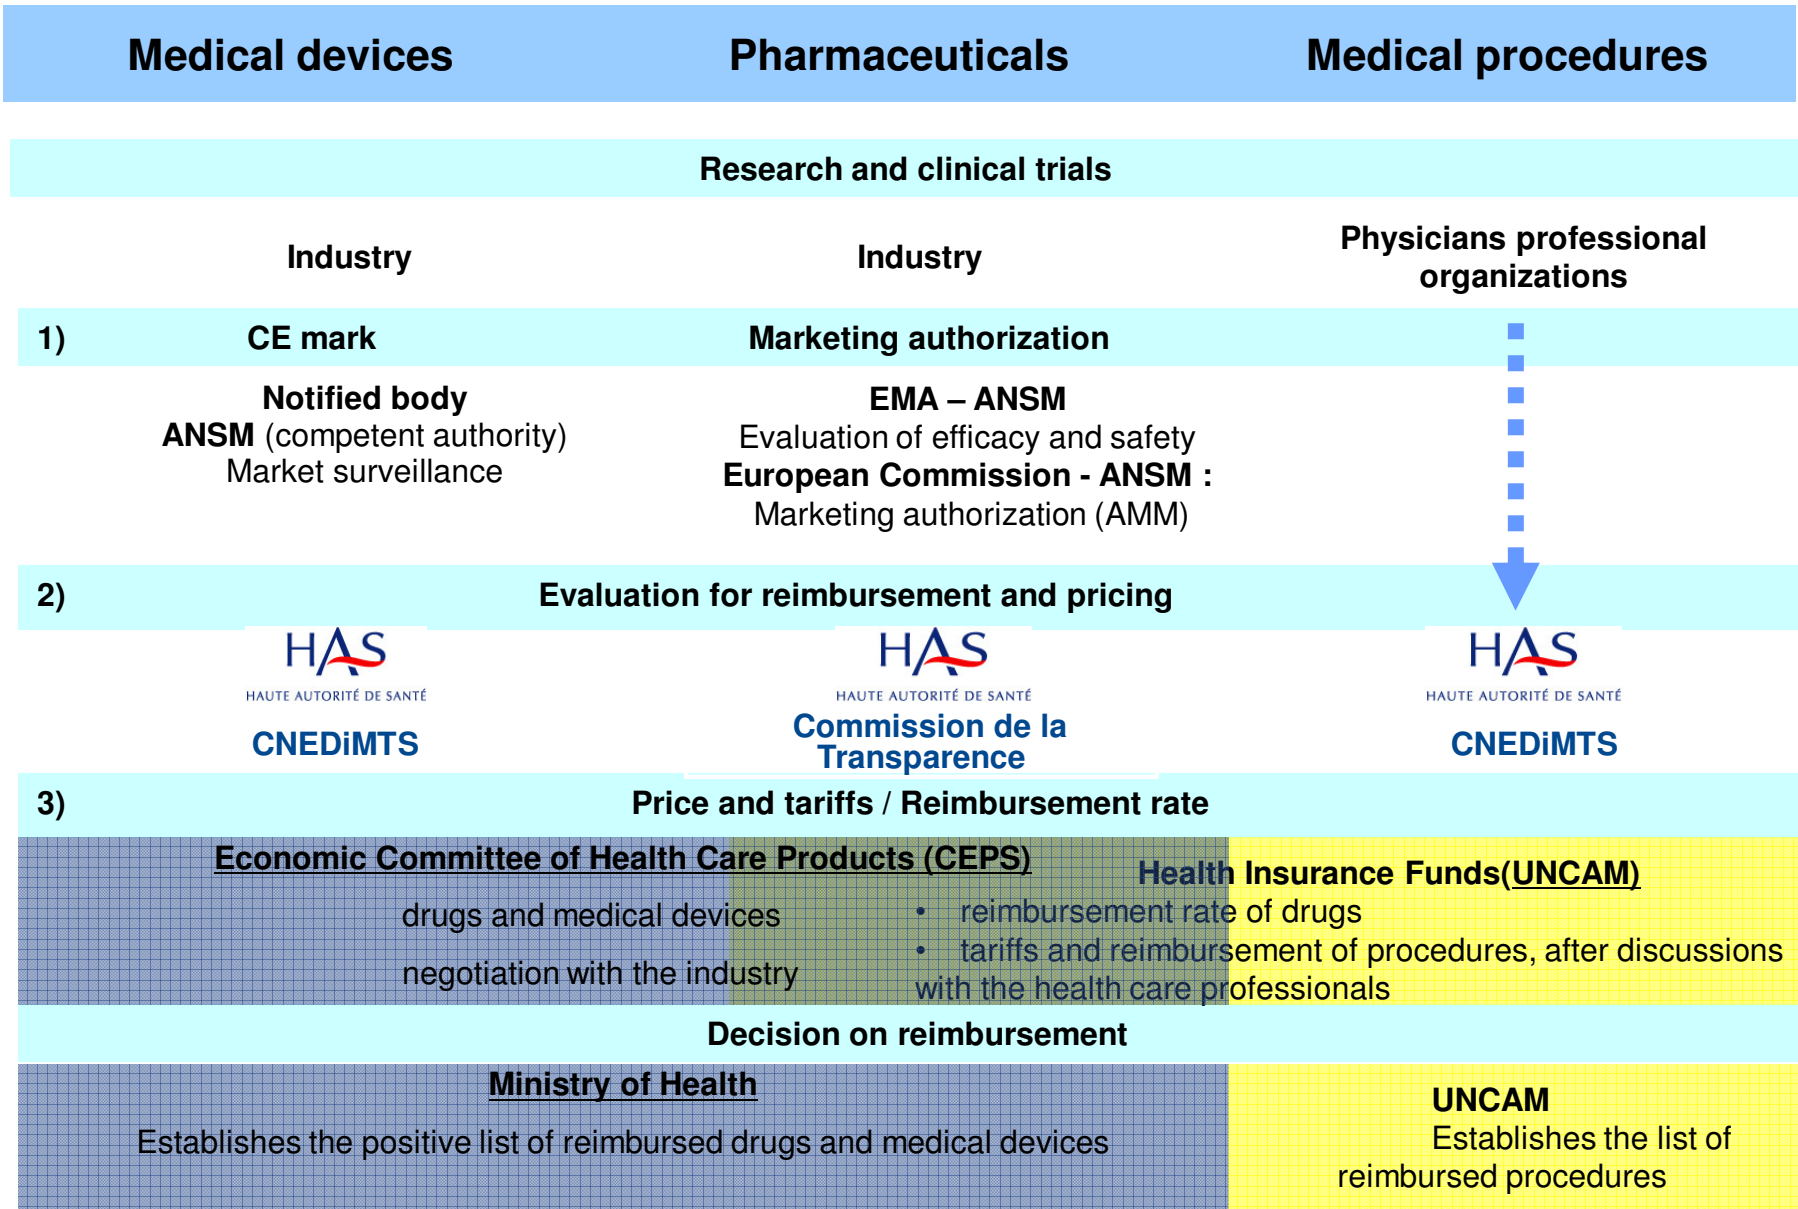 Medical devices Pharmaceuticals Medical procedures
Research and clinical trials
Industry Industry Physicians professional
organizations
1) CE mark Marketing authorization
Notified body
ANSM (competent authority)
Market surveillance
EMA – ANSM
Evaluation of efficacy and safety
European Commission - ANSM :
Marketing authorization (AMM)
2) Evaluation for reimbursement and pricing
HAS
HAUTE AUTORITÉ DE SANTÉ
CNEDiMTS
HAS
HAUTE AUTORITÉ DE SANTÉ
Commission de la
Transparence
HAS
HAUTE AUTORITÉ DE SANTÉ
CNEDiMTS
3) Price and tariffs / Reimbursement rate
Economic Committee of Health Care Products (CEPS)
drugs and medical devices
negotiation with the industry
Health Insurance Funds(UNCAM)
• reimbursement rate of drugs
• tariffs and reimbursement of procedures, after discussions
with the health care professionals
Decision on reimbursement
Ministry of Health
Establishes the positive list of reimbursed drugs and medical devices
UNCAM
Establishes the list of
reimbursed procedures